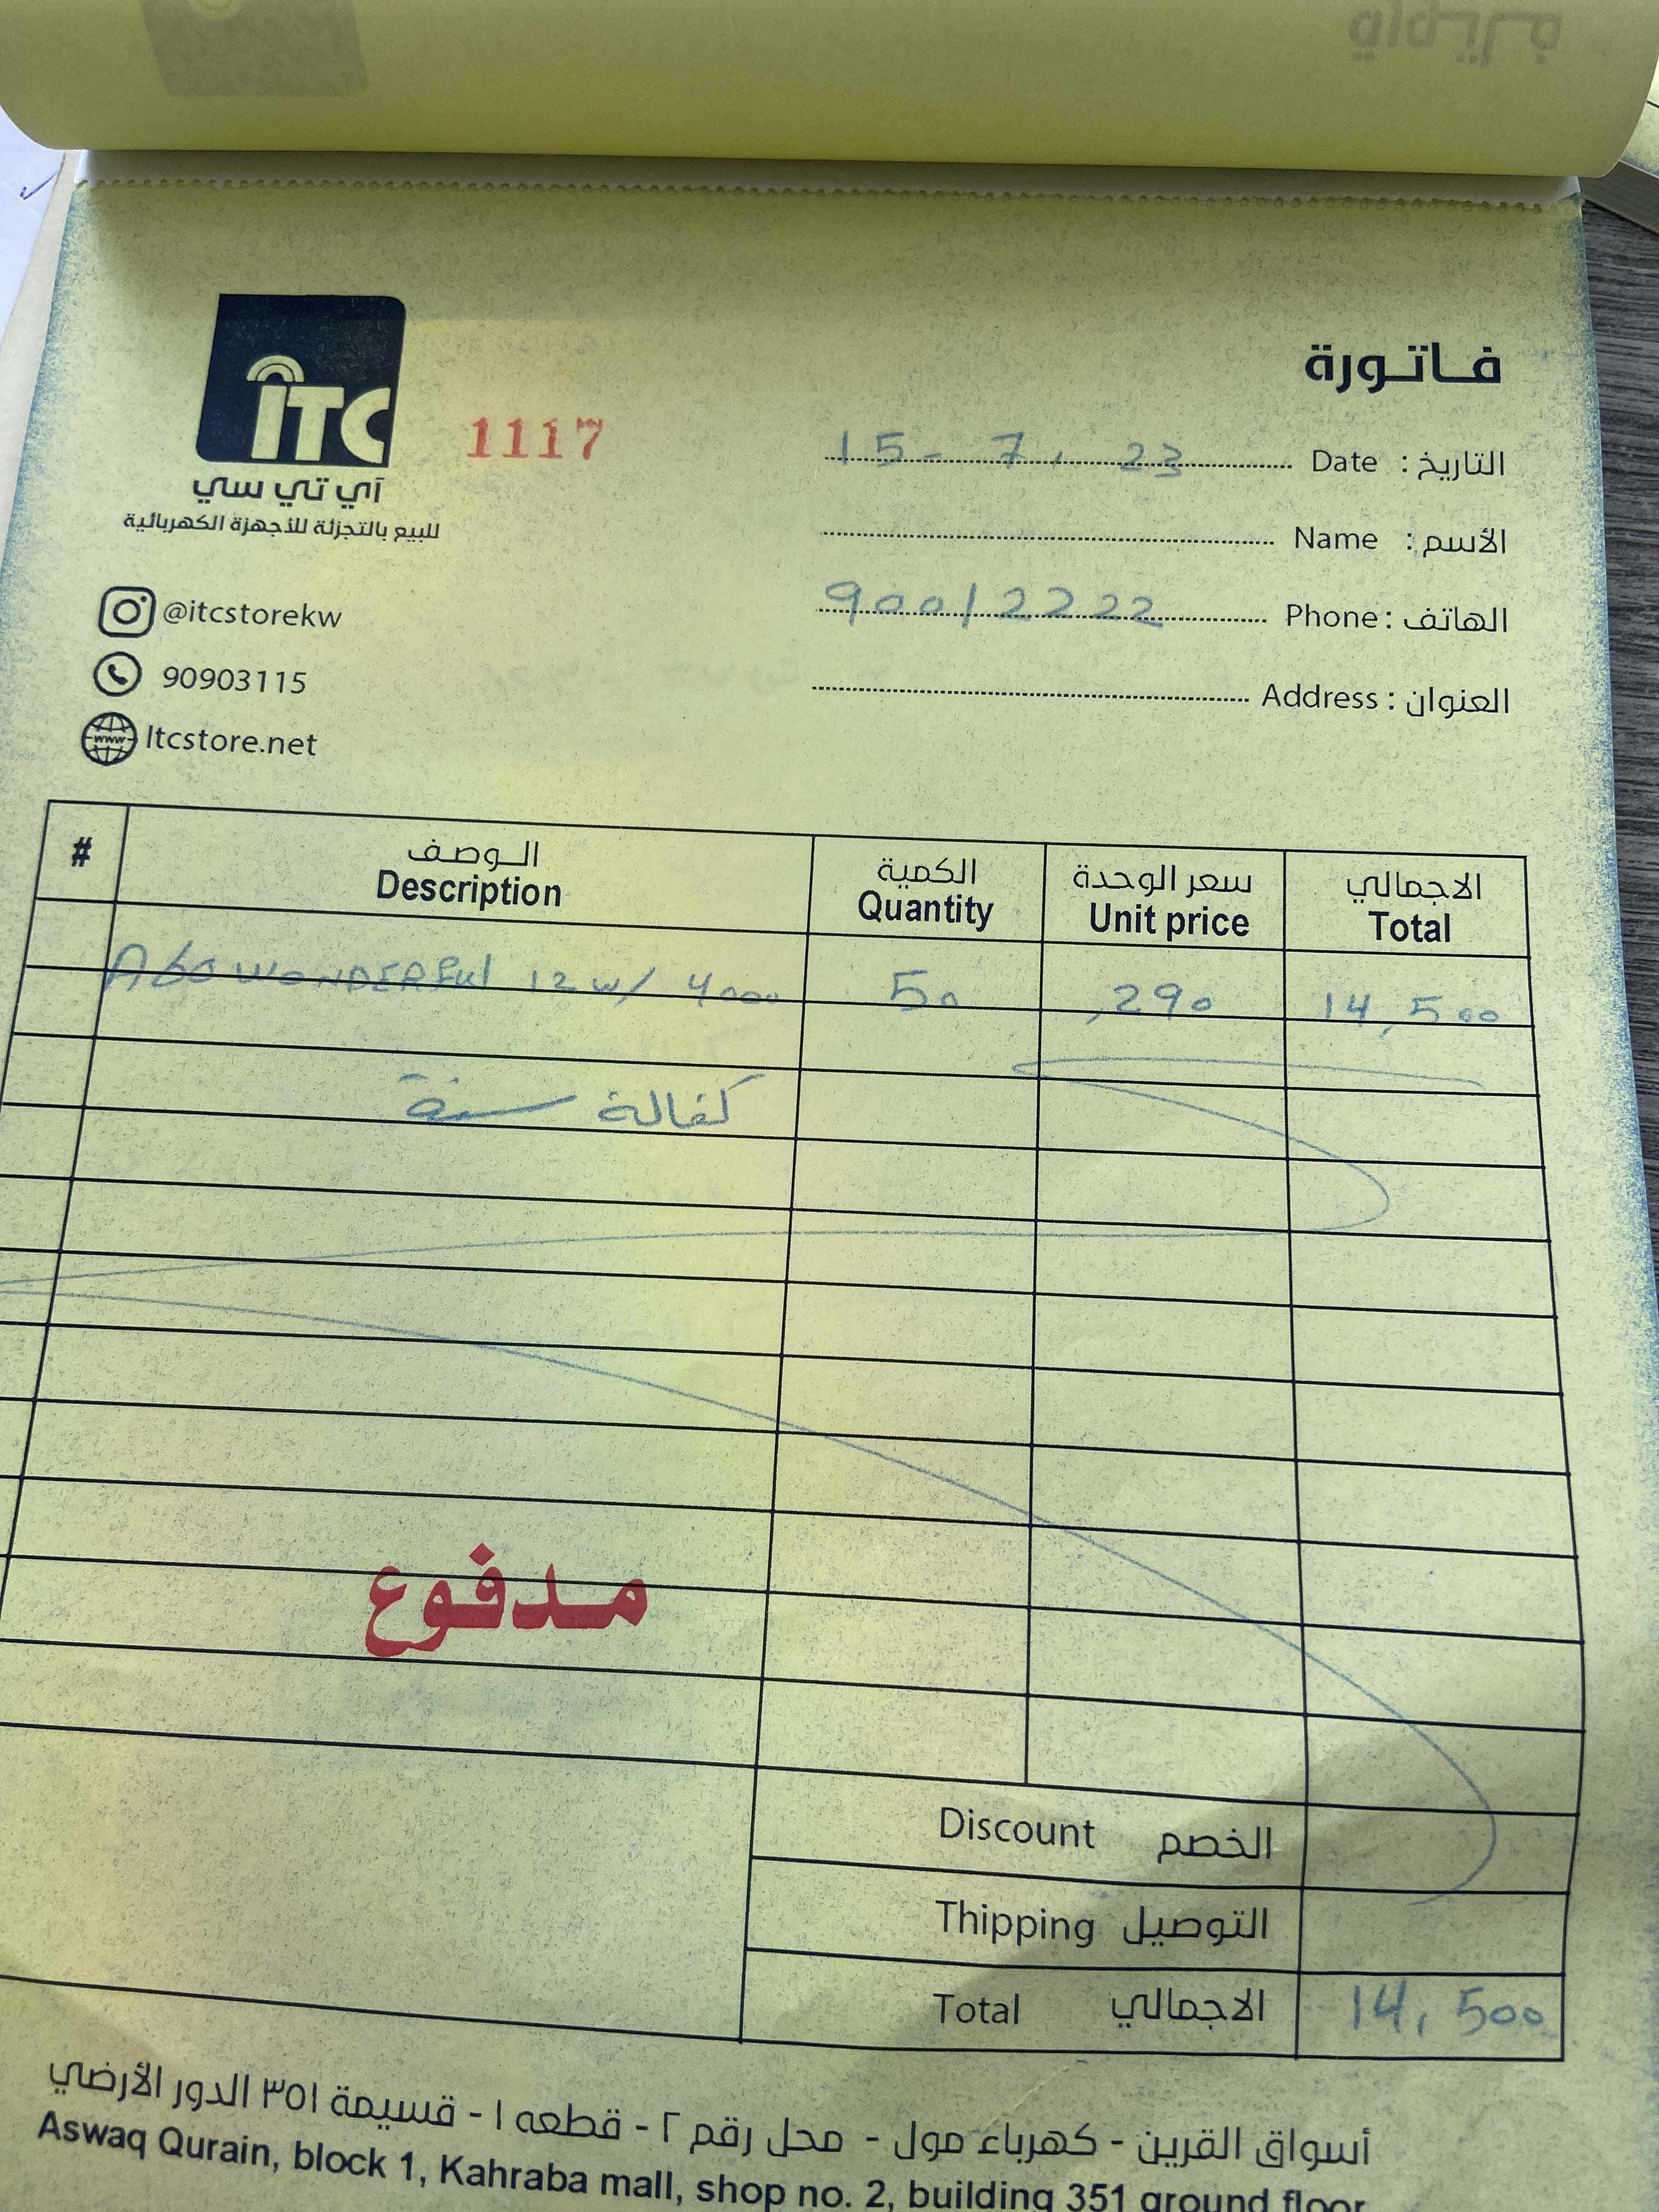 فاتورة
ITC
آي تي سي
للبيع بالتجزئة للأجهزة الكهربائية
1117
التاريخ : Date 15 - 7 , 23
الأسم : Name
الهاتف : Phone 90012222
العنوان : Address
@itcstorekw
90903115
www
Itcstore.net
# الوصف الكمية سعر الوحدة الاجمالي
Description Quantity Unit price Total
A60 WONDERFul 12w/ 4000 50 ,290 14,500
كفالة سنة
مدفوع
Discount الخصم
Thipping التوصيل
Total الاجمالي 14,500
أسواق القرين - كهرباء مول - محل رقم ٢ - قطعه ١ - قسيمة ٣٥١ الدور الأرضي
Aswaq Qurain, block 1, Kahraba mall, shop no. 2, building 351 ground floor